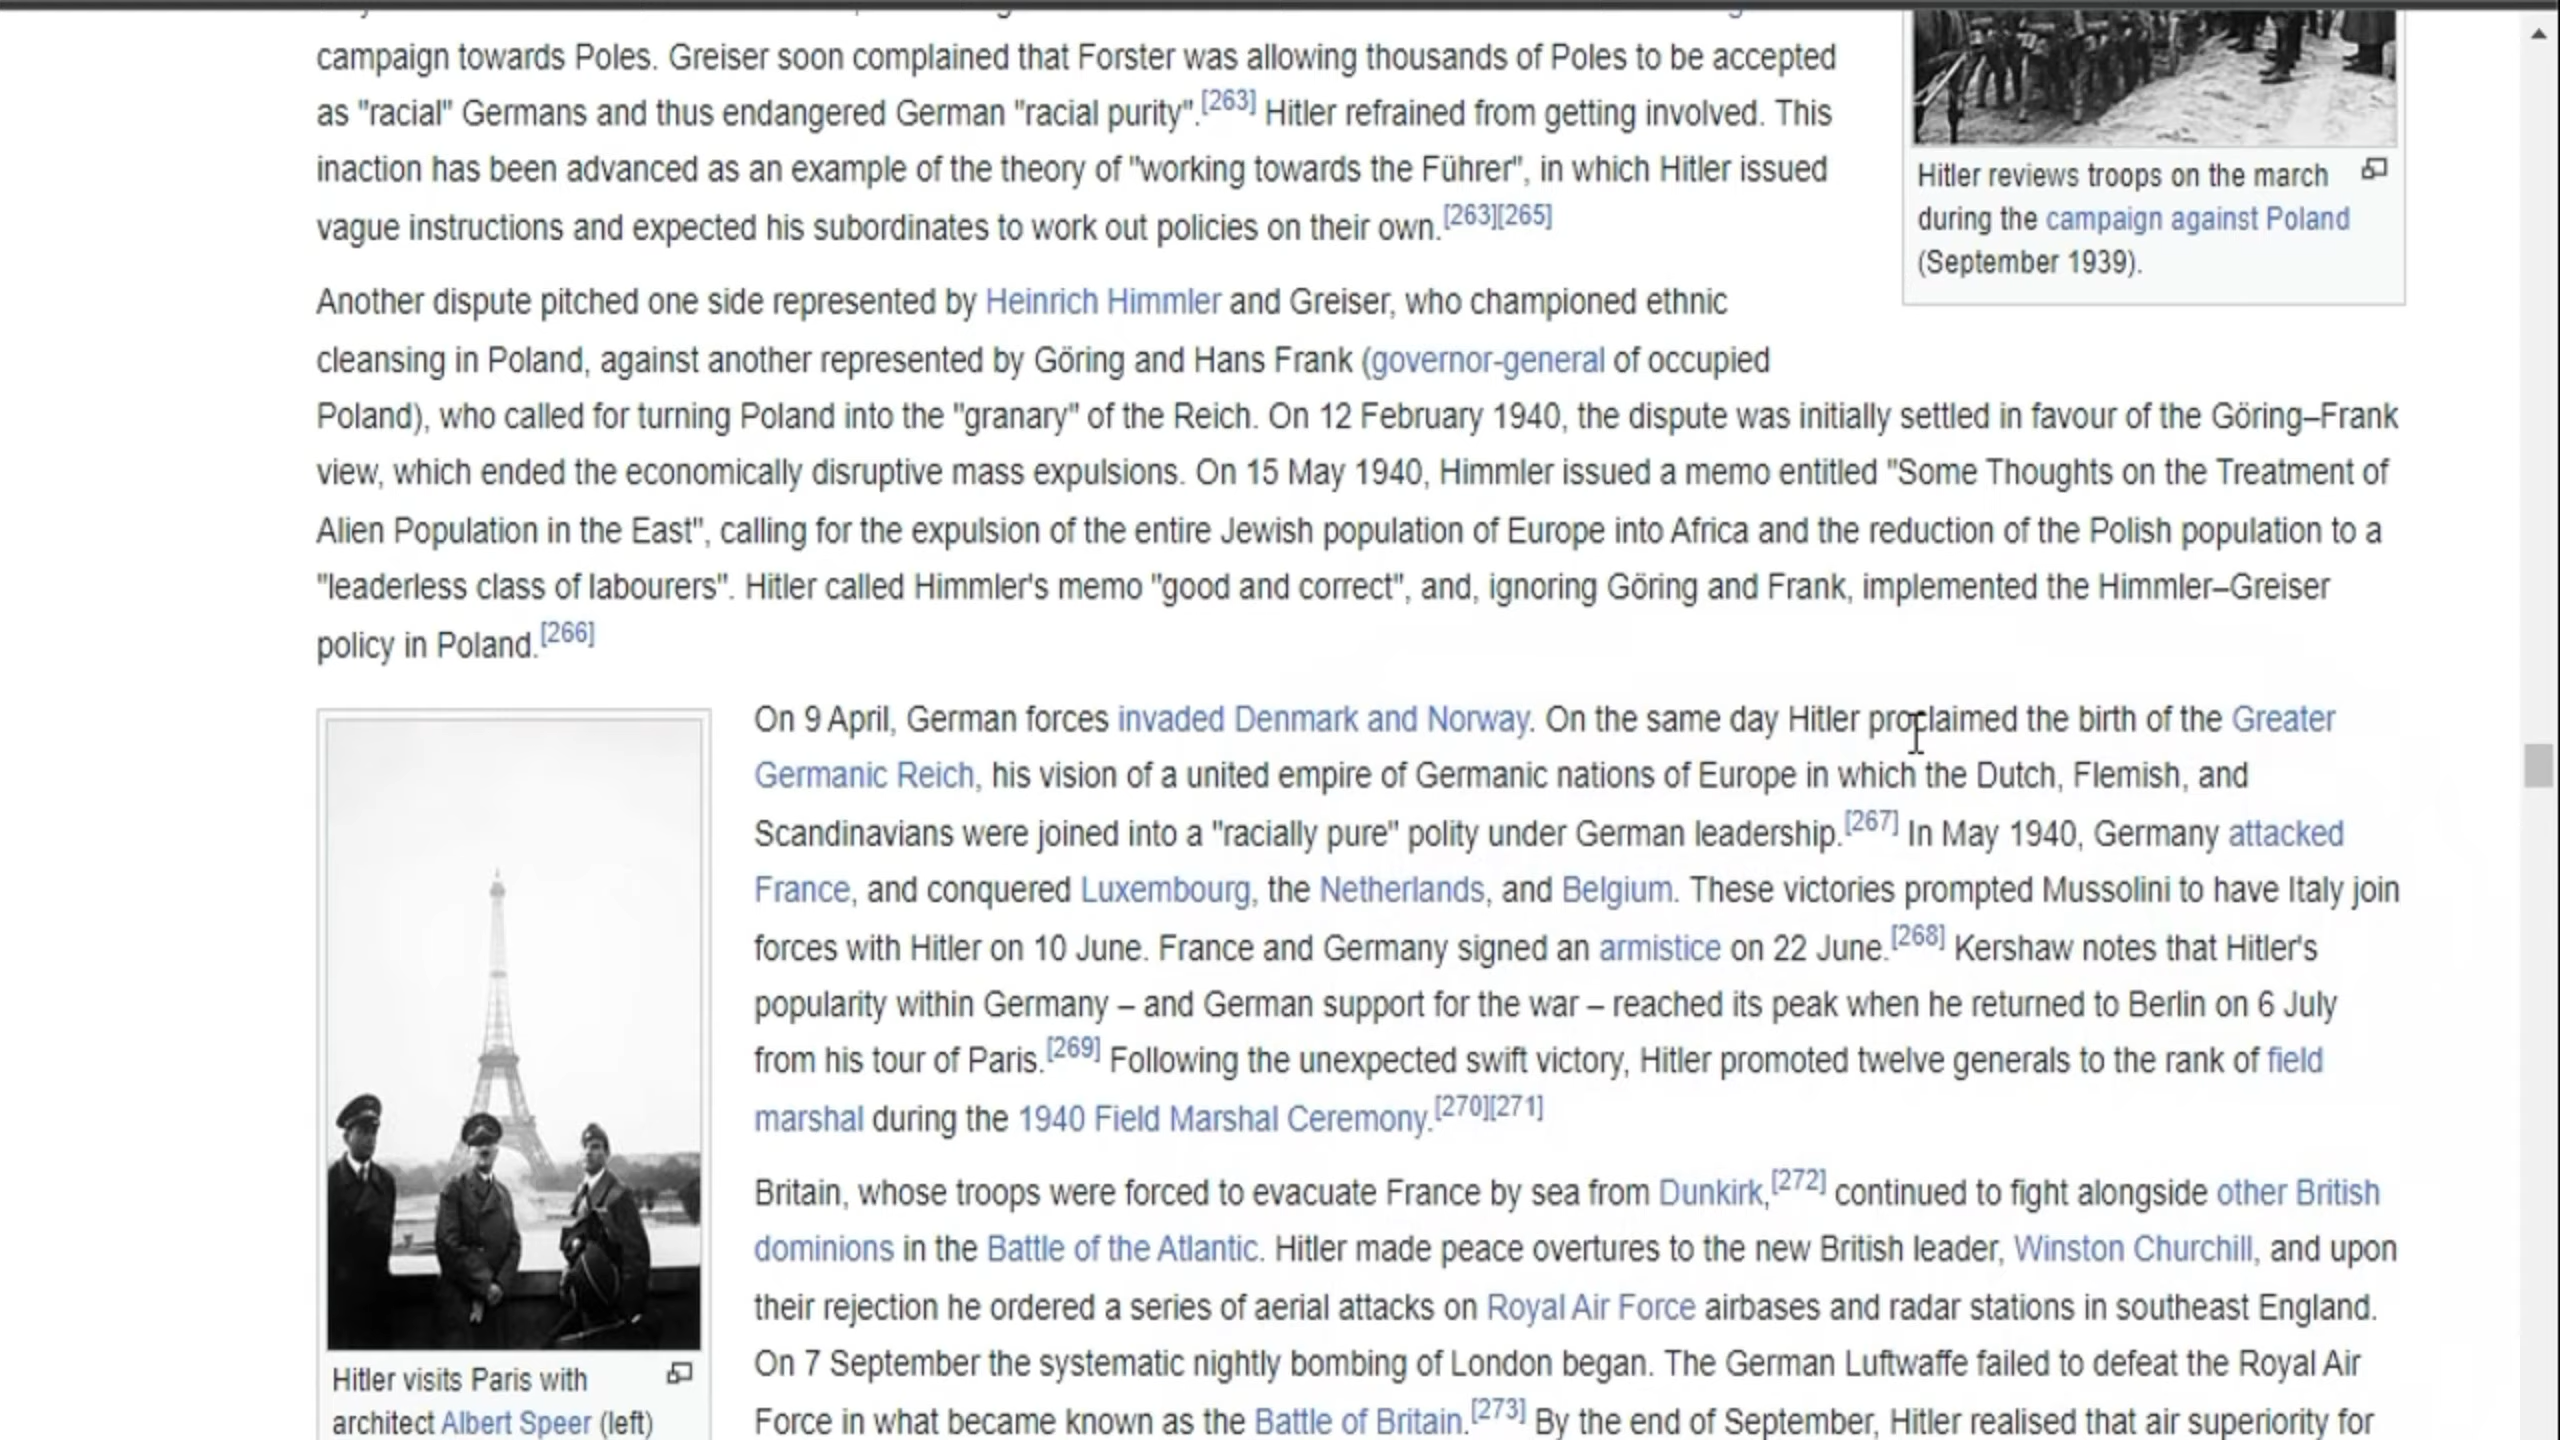 campaign towards Poles. Greiser soon complained that Forster was allowing thousands of Poles to be accepted
as "racial" Germans and thus endangered German "racial purity".[263] Hitler refrained from getting involved. This
inaction has been advanced as an example of the theory of "working towards the Führer", in which Hitler issued
vague instructions and expected his subordinates to work out policies on their own.[263][265]
Hitler reviews troops on the march
during the campaign against Poland
(September 1939).
Another dispute pitched one side represented by Heinrich Himmler and Greiser, who championed ethnic
cleansing in Poland, against another represented by Göring and Hans Frank (governor-general of occupied
Poland), who called for turning Poland into the "granary" of the Reich. On 12 February 1940, the dispute was initially settled in favour of the Göring–Frank
view, which ended the economically disruptive mass expulsions. On 15 May 1940, Himmler issued a memo entitled "Some Thoughts on the Treatment of
Alien Population in the East", calling for the expulsion of the entire Jewish population of Europe into Africa and the reduction of the Polish population to a
"leaderless class of labourers". Hitler called Himmler's memo "good and correct", and, ignoring Göring and Frank, implemented the Himmler–Greiser
policy in Poland.[266]
On 9 April, German forces invaded Denmark and Norway. On the same day Hitler proclaimed the birth of the Greater
Germanic Reich, his vision of a united empire of Germanic nations of Europe in which the Dutch, Flemish, and
Scandinavians were joined into a "racially pure" polity under German leadership.[267] In May 1940, Germany attacked
France, and conquered Luxembourg, the Netherlands, and Belgium. These victories prompted Mussolini to have Italy join
forces with Hitler on 10 June. France and Germany signed an armistice on 22 June.[268] Kershaw notes that Hitler's
popularity within Germany – and German support for the war – reached its peak when he returned to Berlin on 6 July
from his tour of Paris.[269] Following the unexpected swift victory, Hitler promoted twelve generals to the rank of field
marshal during the 1940 Field Marshal Ceremony.[270][271]
Britain, whose troops were forced to evacuate France by sea from Dunkirk,[272] continued to fight alongside other British
dominions in the Battle of the Atlantic. Hitler made peace overtures to the new British leader, Winston Churchill, and upon
their rejection he ordered a series of aerial attacks on Royal Air Force airbases and radar stations in southeast England.
On 7 September the systematic nightly bombing of London began. The German Luftwaffe failed to defeat the Royal Air
Force in what became known as the Battle of Britain.[273] By the end of September, Hitler realised that air superiority for
Hitler visits Paris with
architect Albert Speer (left)